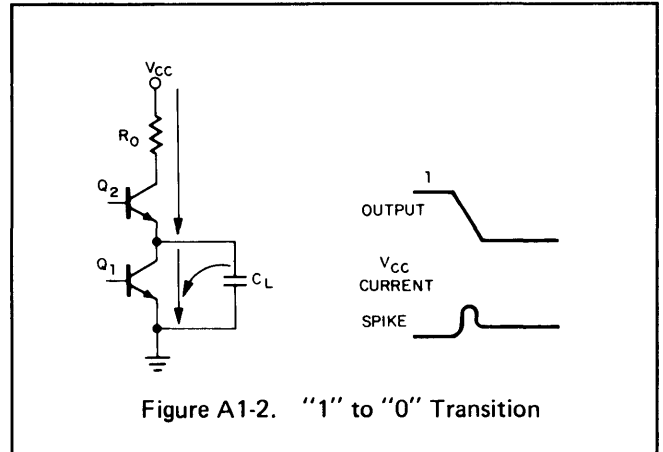 VCC
RO
Q2
Q1
CL
1
OUTPUT
VCC
CURRENT
SPIKE
Figure A1-2. "1" to "0" Transition